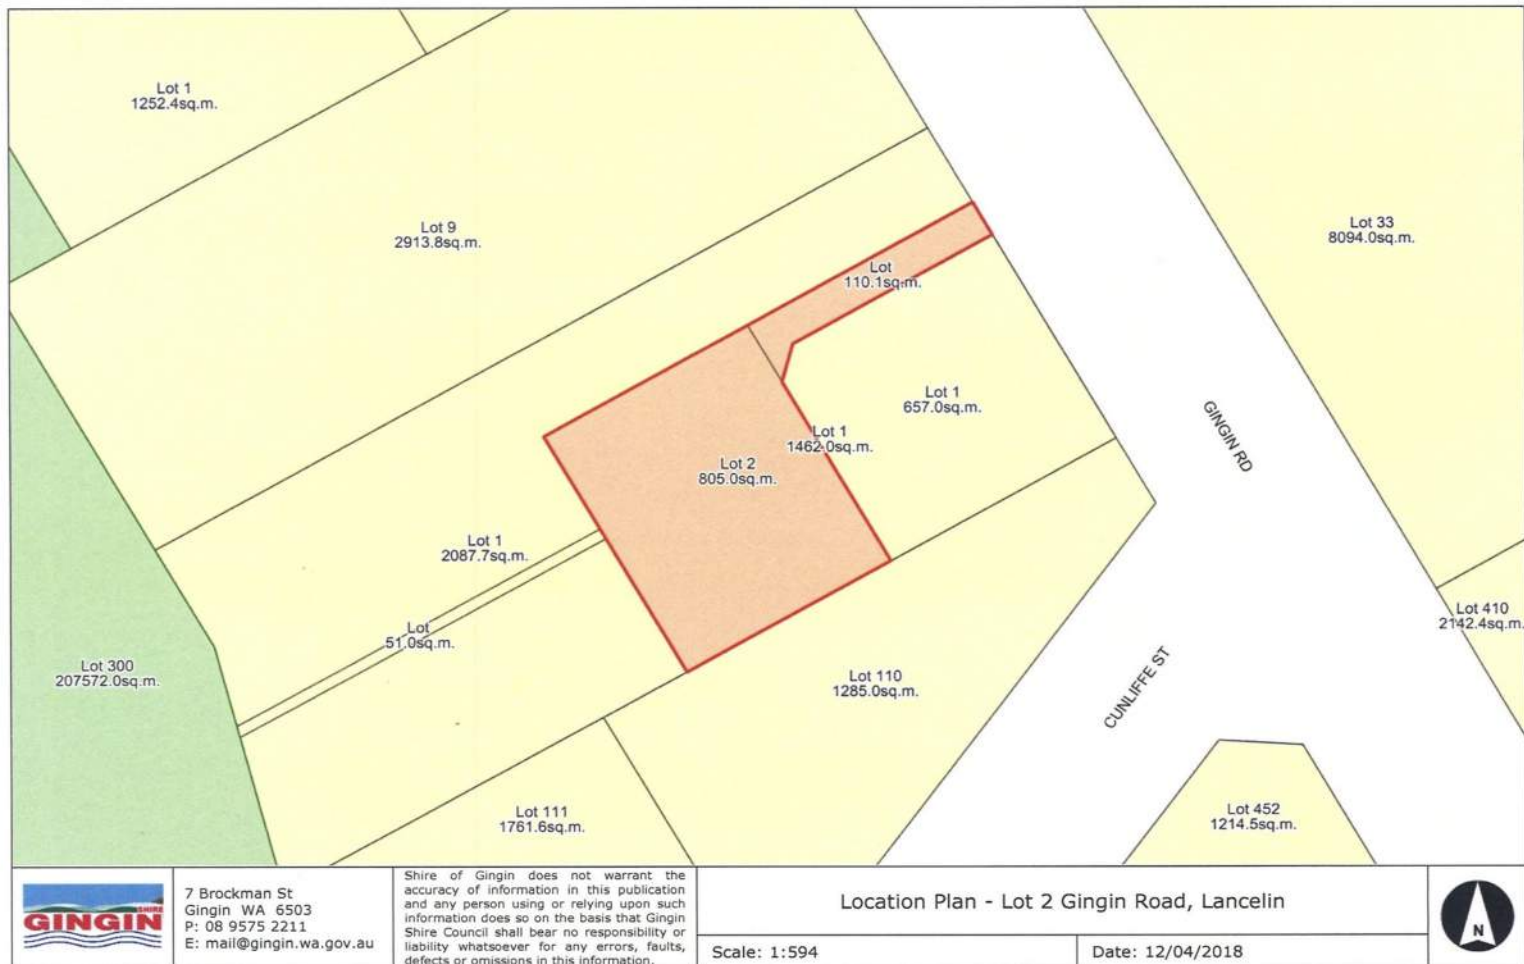 Lot 1
1252.4sq.m.
Lot 9
2913.8sq.m.
Lot 33
8094.0sq.m.
Lot
110.1sq.m.
Lot 1
657.0sq.m.
Lot 1
1462.0sq.m.
GINGIN RD
Lot 2
805.0sq.m.
Lot 1
2087.7sq.m.
Lot
51.0sq.m.
Lot 410
2142.4sq.m.
Lot 300
207572.0sq.m.
Lot 110
1285.0sq.m.
CUNLIFFE ST
Lot 111
1761.6sq.m.
Lot 452
1214.5sq.m.
SHIRE
GINGIN
7 Brockman St
Gingin WA 6503
P: 08 9575 2211
E: mail@gingin.wa.gov.au
Shire of Gingin does not warrant the
accuracy of information in this publication
and any person using or relying upon such
information does so on the basis that Gingin
Shire Council shall bear no responsibility or
liability whatsoever for any errors, faults,
defects or omissions in this information.
Location Plan - Lot 2 Gingin Road, Lancelin
Scale: 1:594
Date: 12/04/2018
N